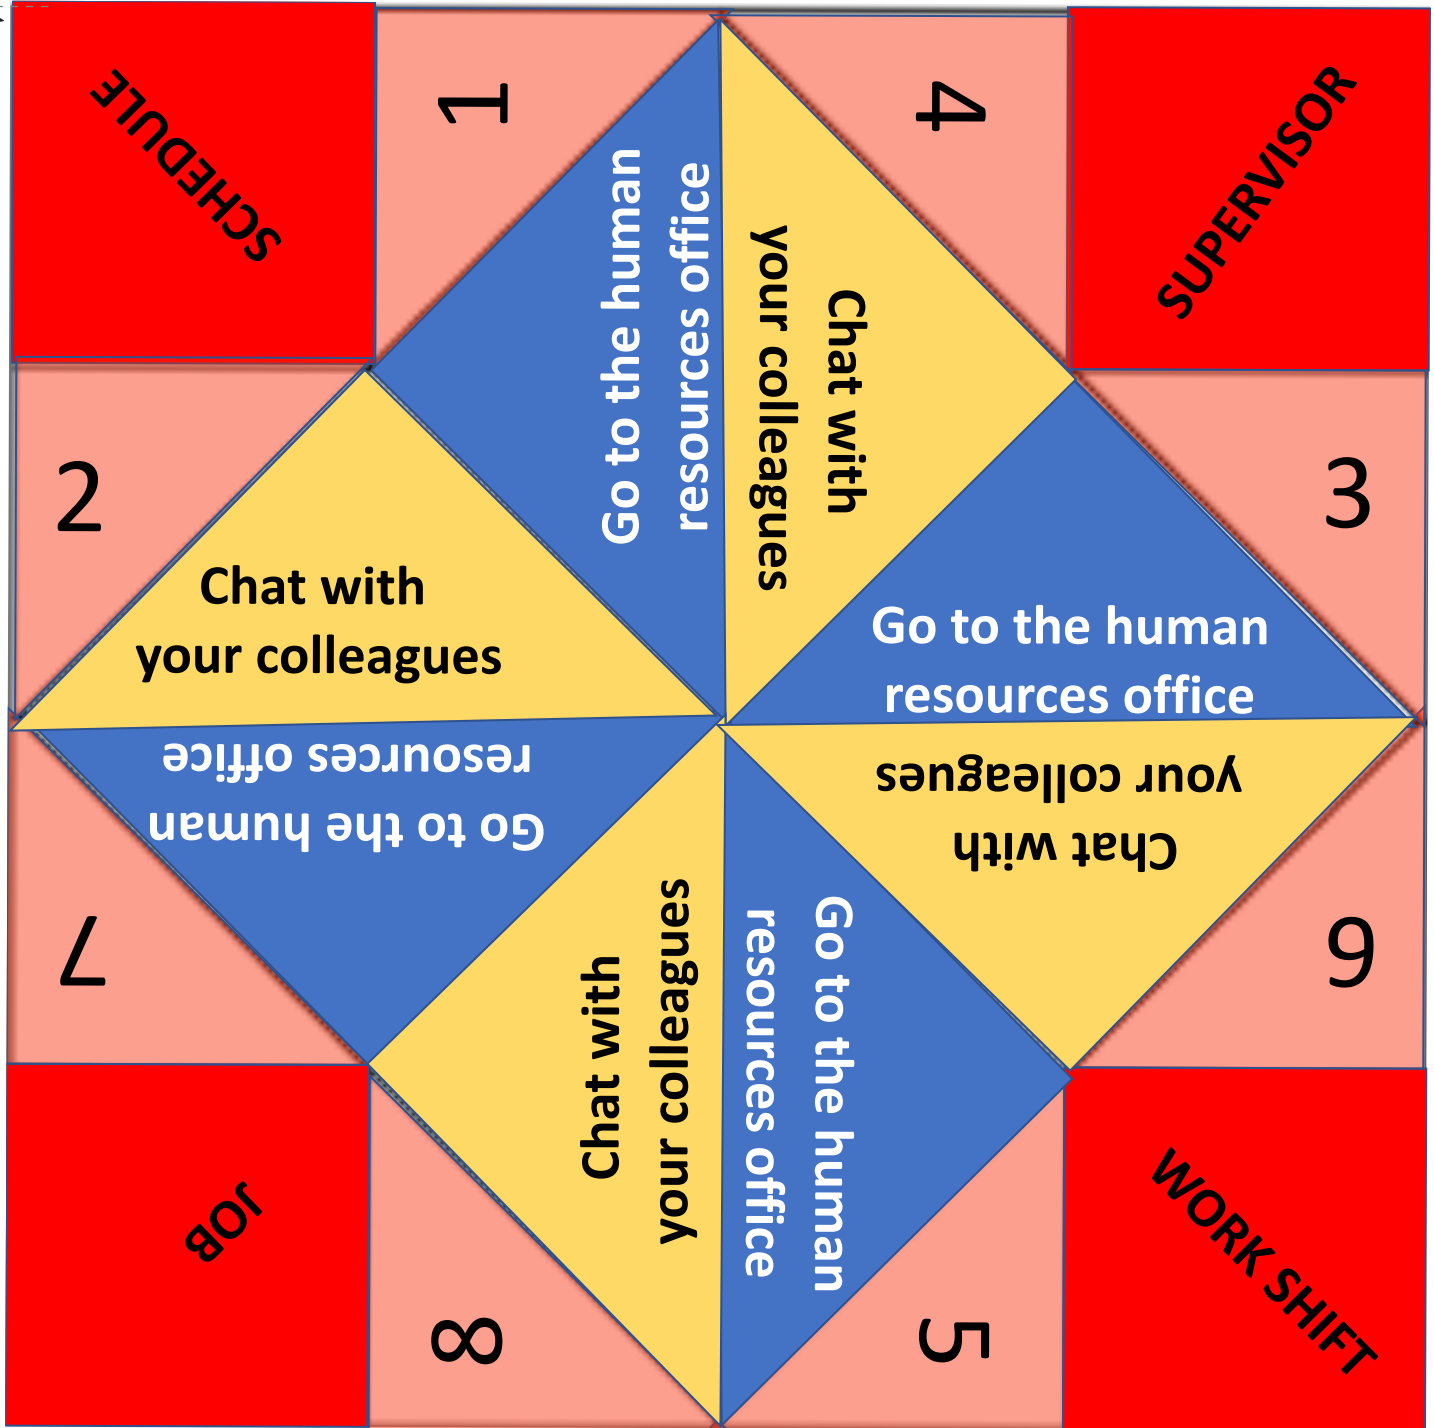 SCHEDULE
1
4
SUPERVISOR
Go to the human
resources office
Chat with
your colleagues
2
3
Chat with
your colleagues
Go to the human
resources office
Go to the human
resources office
Chat with
your colleagues
7
6
Chat with
your colleagues
Go to the human
resources office
JOB
8
5
WORK SHIFT